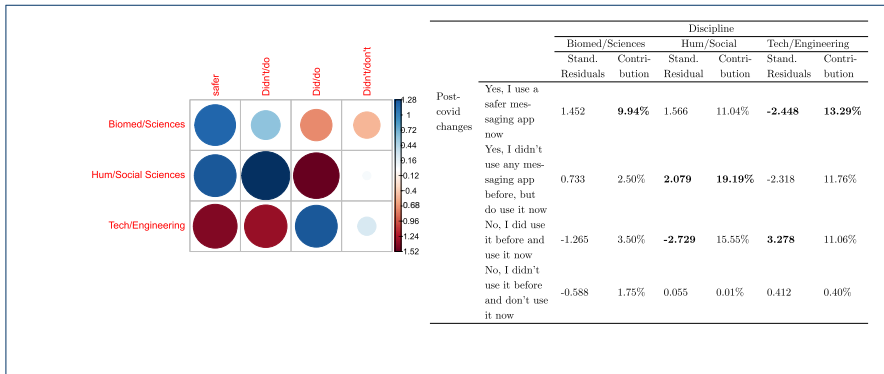 safer
Didn't/do
Did/do
Didn't/don't
Biomed/Sciences
Hum/Social Sciences
Tech/Engineering
1.28
1
0.72
0.44
0.16
-0.12
-0.4
-0.68
-0.96
-1.24
-1.52
Discipline
Biomed/Sciences Hum/Social Tech/Engineering
Stand. Contri- Stand. Contri- Stand. Contri-
Residuals bution Residual bution Residuals bution
Post-
covid
changes
Yes, I use a
safer mes-
saging app
now
1.452 9.94% 1.566 11.04% -2.448 13.29%
Yes, I didn't
use any mes-
saging app
before, but
do use it now
0.733 2.50% 2.079 19.19% -2.318 11.76%
No, I did use
it before and
use it now
-1.265 3.50% -2.729 15.55% 3.278 11.06%
No, I didn't
use it before
and don't use
it now
-0.588 1.75% 0.055 0.01% 0.412 0.40%